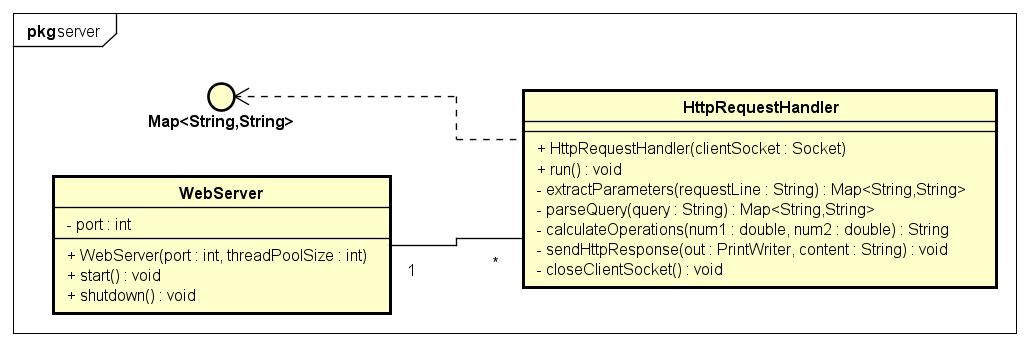 pkg server
Map<String,String>
WebServer
- port : int
+ WebServer(port : int, threadPoolSize : int)
+ start() : void
+ shutdown() : void
1
*
HttpRequestHandler
+ HttpRequestHandler(clientSocket : Socket)
+ run() : void
- extractParameters(requestLine : String) : Map<String,String>
- parseQuery(query : String) : Map<String,String>
- calculateOperations(num1 : double, num2 : double) : String
- sendHttpResponse(out : PrintWriter, content : String) : void
- closeClientSocket() : void